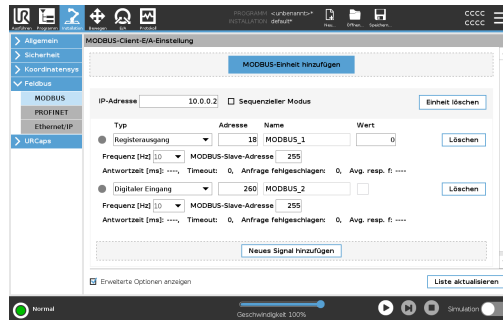 PROGRAMM <unbenannt>*
INSTALLATION default*
CCCC
CCCC
Ausführen Programm Installation Bewegen E/A Protokoll Neu... Öffnen... Speichern...
Allgemein
Sicherheit
Koordinatensys
Feldbus
MODBUS
PROFINET
Ethernet/IP
URCaps
MODBUS-Client-E/A-Einstellung
MODBUS-Einheit hinzufügen
IP-Adresse 10.0.0.2 Sequenzieller Modus Einheit löschen
Typ Adresse Name Wert
Registerausgang 18 MODBUS_1 0 Löschen
Frequenz [Hz] 10 MODBUS-Slave-Adresse 255
Antwortzeit [ms]: ----, Timeout: 0, Anfrage fehlgeschlagen: 0, Avg. resp. f: ----
Digitaler Eingang 260 MODBUS_2 Löschen
Frequenz [Hz] 10 MODBUS-Slave-Adresse 255
Antwortzeit [ms]: ----, Timeout: 0, Anfrage fehlgeschlagen: 0, Avg. resp. f: ----
Neues Signal hinzufügen
Erweiterte Optionen anzeigen Liste aktualisieren
Normal
Geschwindigkeit 100%
Simulation